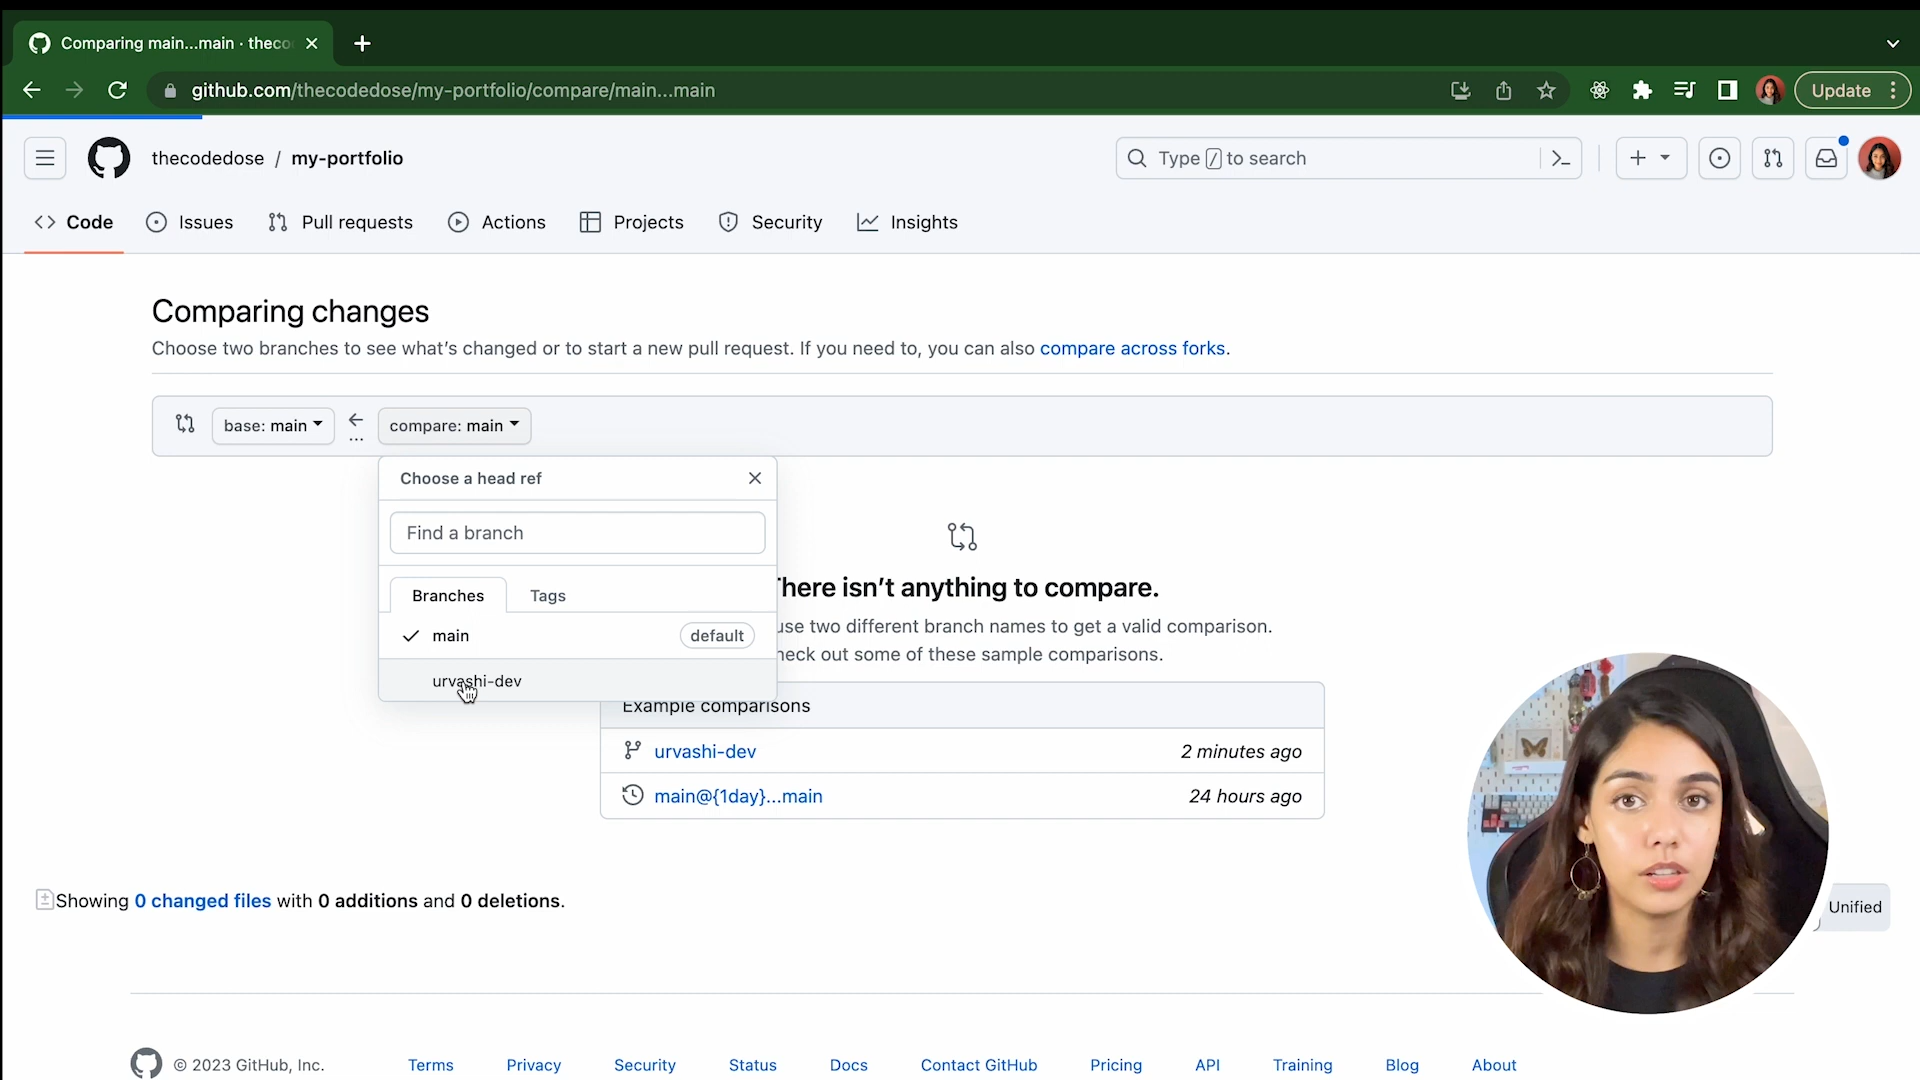 Comparing main...main · theco
github.com/thecodedose/my-portfolio/compare/main...main
Update
thecodedose / my-portfolio
Type / to search
Code
Issues
Pull requests
Actions
Projects
Security
Insights
Comparing changes
Choose two branches to see what's changed or to start a new pull request. If you need to, you can also compare across forks.
base: main
...
compare: main
Choose a head ref
Find a branch
Branches
Tags
main
default
urvashi-dev
here isn't anything to compare.
use two different branch names to get a valid comparison.
heck out some of these sample comparisons.
Example comparisons
urvashi-dev
2 minutes ago
main@{1day}...main
24 hours ago
Showing 0 changed files with 0 additions and 0 deletions.
Unified
© 2023 GitHub, Inc.
Terms
Privacy
Security
Status
Docs
Contact GitHub
Pricing
API
Training
Blog
About